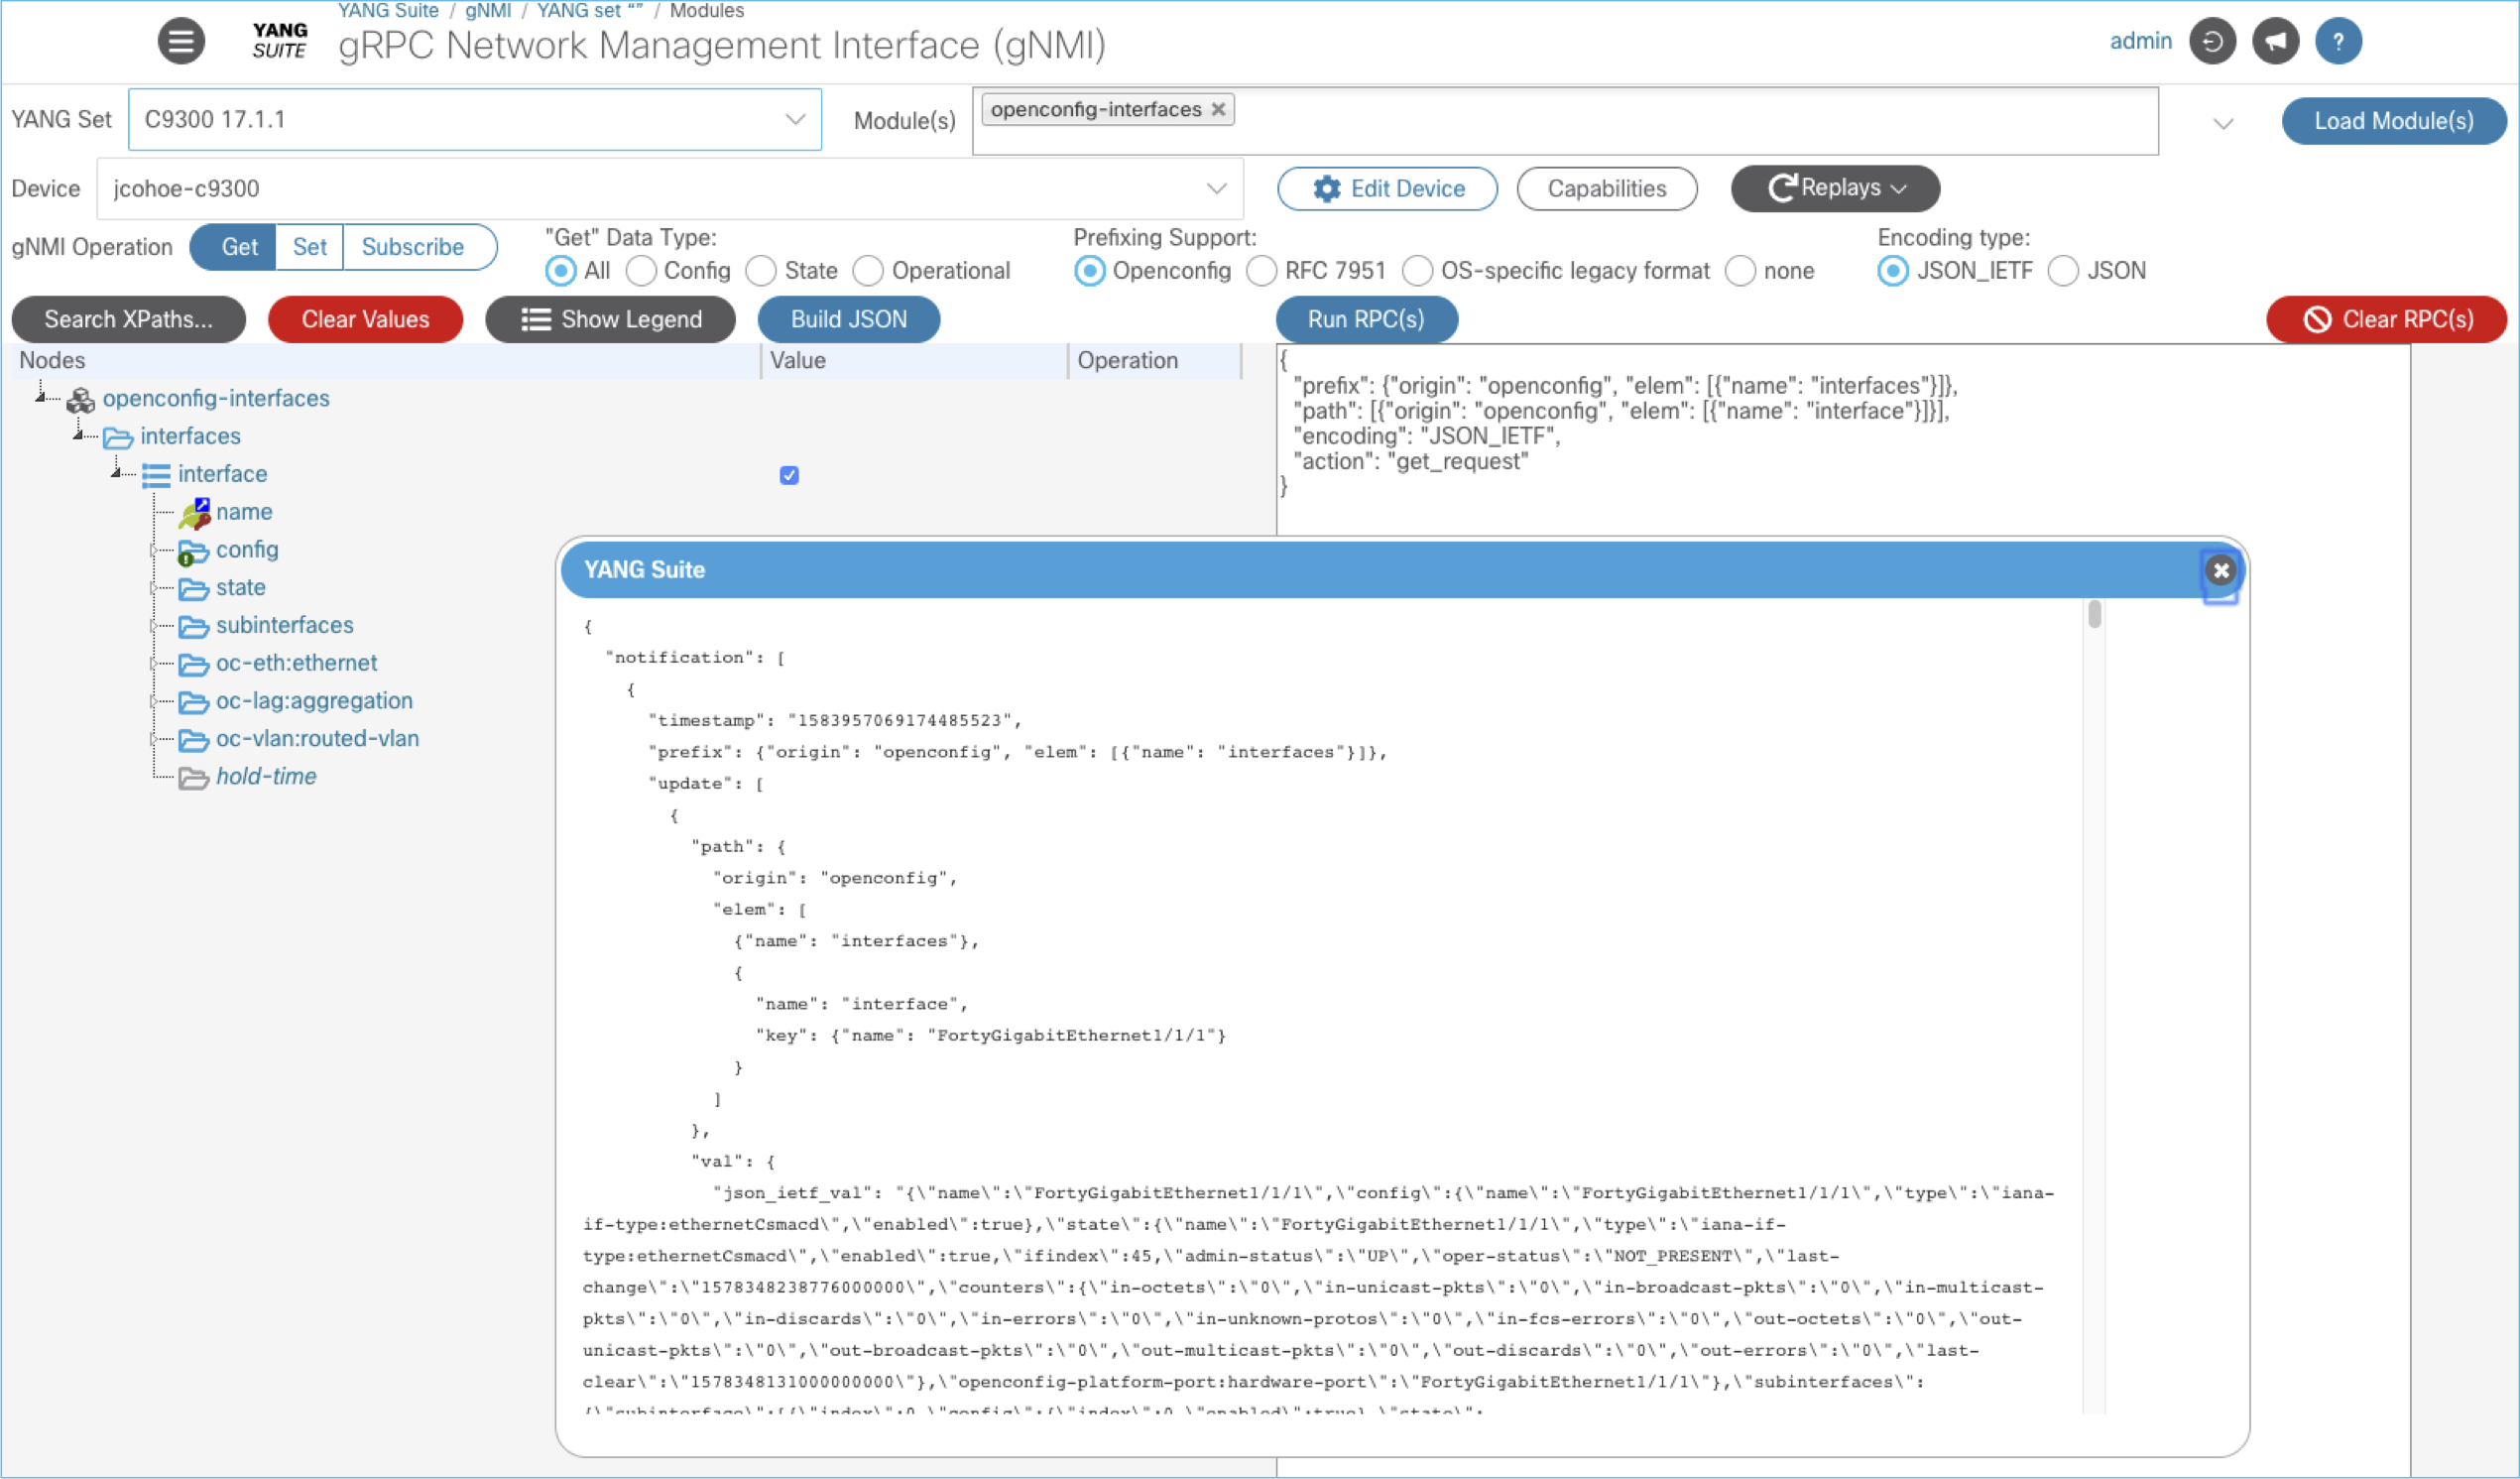 YANG Suite / gNMI / YANG set “” / Modules
YANG SUITE
gRPC Network Management Interface (gNMI)
admin
?
YANG Set
C9300 17.1.1
Module(s)
openconfig-interfaces
Load Module(s)
Device
jcohoe-c9300
Edit Device
Capabilities
Replays
gNMI Operation
Get
Set
Subscribe
"Get" Data Type:
All
Config
State
Operational
Prefixing Support:
Openconfig
RFC 7951
OS-specific legacy format
none
Encoding type:
JSON_IETF
JSON
Search XPaths...
Clear Values
Show Legend
Build JSON
Run RPC(s)
Clear RPC(s)
Nodes
Value
Operation
openconfig-interfaces
interfaces
interface
name
config
state
subinterfaces
oc-eth:ethernet
oc-lag:aggregation
oc-vlan:routed-vlan
hold-time
{
"prefix": {"origin": "openconfig", "elem": [{"name": "interfaces"}]},
"path": [{"origin": "openconfig", "elem": [{"name": "interface"}]}],
"encoding": "JSON_IETF",
"action": "get_request"
}
YANG Suite
{
"notification": [
{
"timestamp": "1583957069174485523",
"prefix": {"origin": "openconfig", "elem": [{"name": "interfaces"}]},
"update": [
{
"path": {
"origin": "openconfig",
"elem": [
{"name": "interfaces"},
{
"name": "interface",
"key": {"name": "FortyGigabitEthernet1/1/1"}
}
]
},
"val": {
"json_ietf_val": "{\"name\":\"FortyGigabitEthernet1/1/1\",\"config\":{\"name\":\"FortyGigabitEthernet1/1/1\",\"type\":\"iana-
if-type:ethernetCsmacd\",\"enabled\":true},\"state\":{\"name\":\"FortyGigabitEthernet1/1/1\",\"type\":\"iana-if-
type:ethernetCsmacd\",\"enabled\":true,\"ifindex\":45,\"admin-status\":\"UP\",\"oper-status\":\"NOT_PRESENT\",\"last-
change\":\"1578348238776000000\",\"counters\":{\"in-octets\":\"0\",\"in-unicast-pkts\":\"0\",\"in-broadcast-pkts\":\"0\",\"in-multicast-
pkts\":\"0\",\"in-discards\":\"0\",\"in-errors\":\"0\",\"in-unknown-protos\":\"0\",\"in-fcs-errors\":\"0\",\"out-octets\":\"0\",\"out-
unicast-pkts\":\"0\",\"out-broadcast-pkts\":\"0\",\"out-multicast-pkts\":\"0\",\"out-discards\":\"0\",\"out-errors\":\"0\",\"last-
clear\":\"1578348131000000000\"},\"openconfig-platform-port:hardware-port\":\"FortyGigabitEthernet1/1/1\"},\"subinterfaces\":
{\"subinterface\":[{\"index\":0,\"config\":{\"index\":0,\"enabled\":true},\"state\":